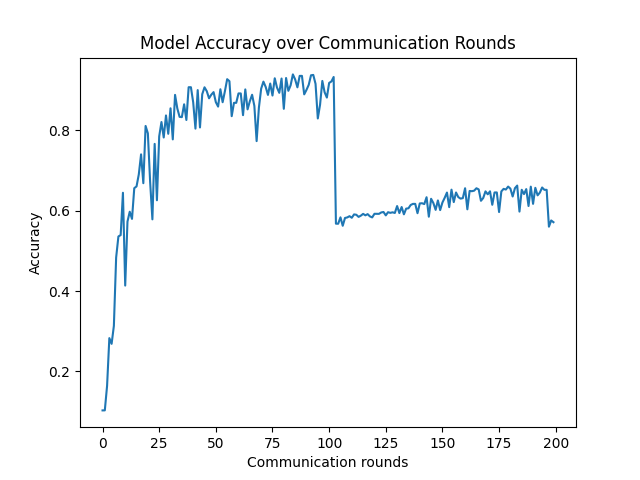 Model Accuracy over Communication Rounds
Accuracy
0.8
0.6
0.4
0.2
0 25 50 75 100 125 150 175 200
Communication rounds